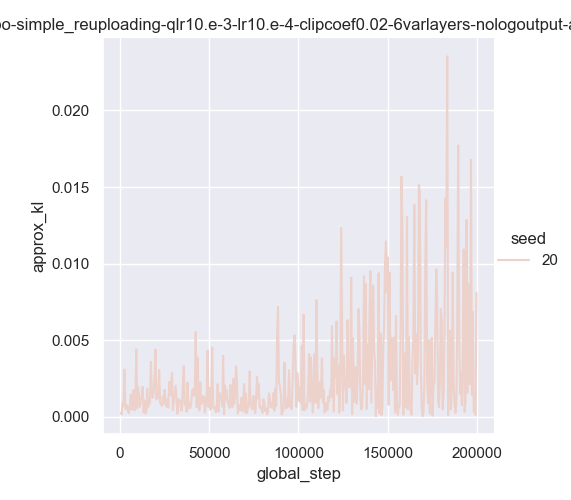 po-simple_reuploading-qlr10.e-3-lr10.e-4-clipcoef0.02-6varlayers-nologoutput-a
0.020
0.015
0.010
0.005
0.000
approx_kl
0 50000 100000 150000 200000
global_step
seed
20